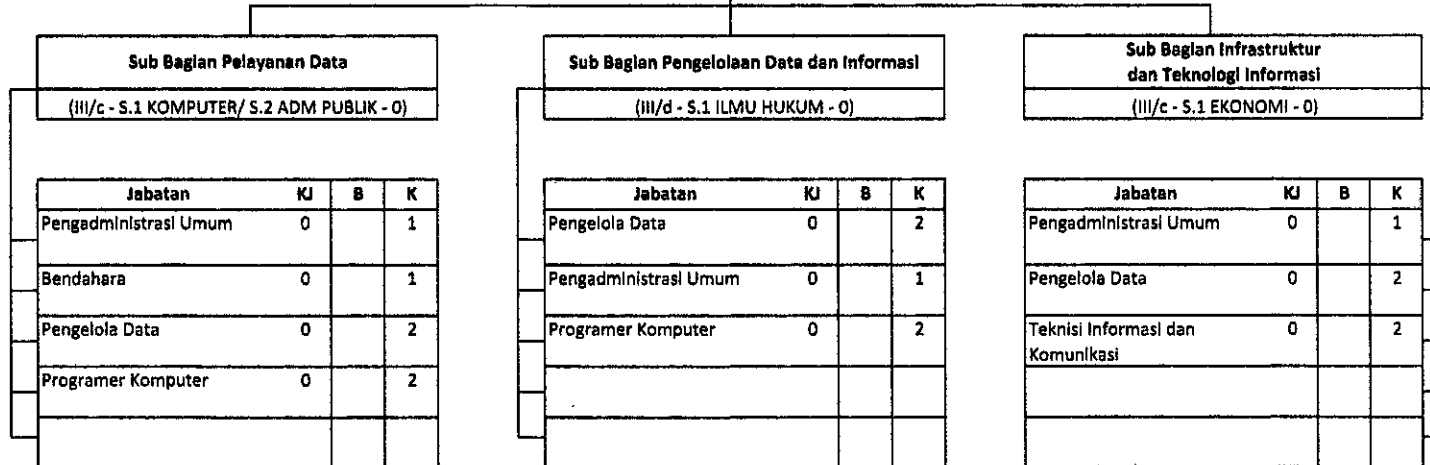 Sub Bagian Pelayanan Data
(III/c - S.1 KOMPUTER/ S.2 ADM PUBLIK - 0)
Jabatan KJ B K
Pengadministrasi Umum 0 1
Bendahara 0 1
Pengelola Data 0 2
Programer Komputer 0 2
Sub Bagian Pengelolaan Data dan Informasi
(III/d - S.1 ILMU HUKUM - 0)
Jabatan KJ B K
Pengelola Data 0 2
Pengadministrasi Umum 0 1
Programer Komputer 0 2
Sub Bagian Infrastruktur
dan Teknologi Informasi
(III/c - S.1 EKONOMI - 0)
Jabatan KJ B K
Pengadministrasi Umum 0 1
Pengelola Data 0 2
Teknisi Informasi dan 0 2
Komunikasi